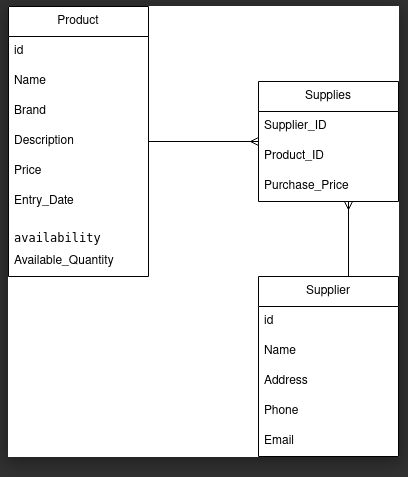 Product
id
Name
Brand
Description
Price
Entry_Date
availability
Available_Quantity
Supplies
Supplier_ID
Product_ID
Purchase_Price
Supplier
id
Name
Address
Phone
Email